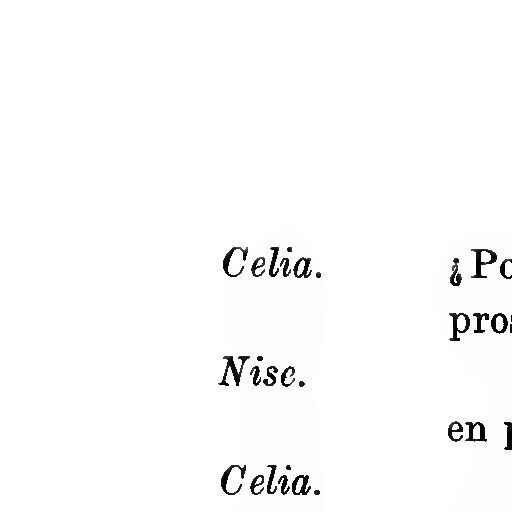 Celia. ¿Po
pros
Nise.
en p
Celia.